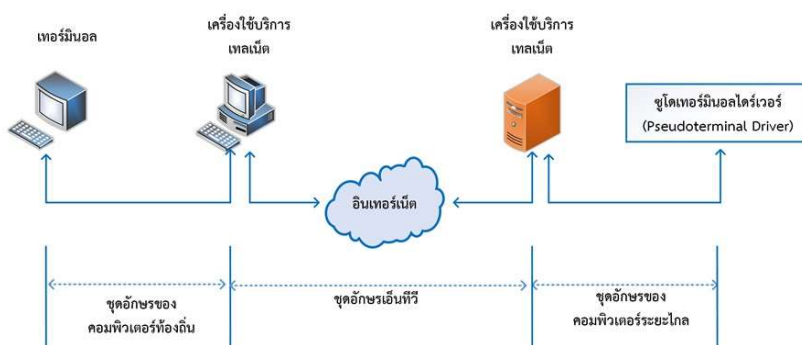 เทอร์มินอล
เครื่องใช้บริการ
เทลเน็ต
เครื่องใช้บริการ
เทลเน็ต
ซูโดเทอร์มินอลไดร์เวอร์
(Pseudoterminal Driver)
อินเทอร์เน็ต
ชุดอักษรของ
คอมพิวเตอร์ท้องถิ่น
ชุดอักษรเอ็นทีวี
ชุดอักษรของ
คอมพิวเตอร์ระยะไกล